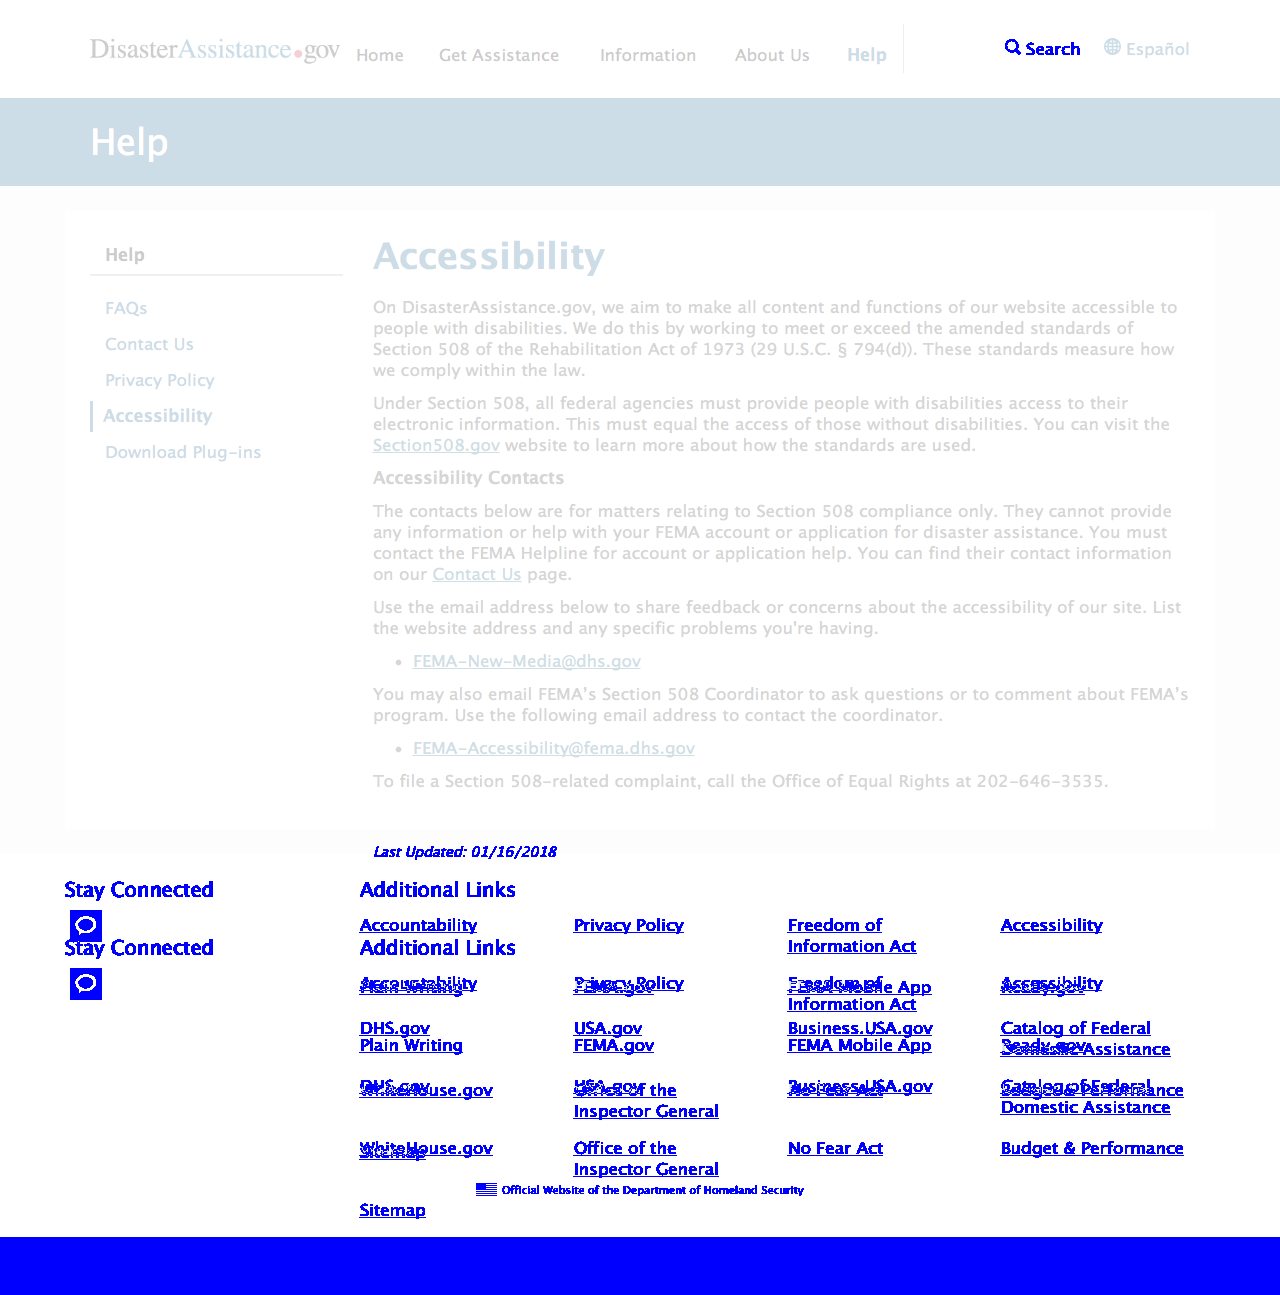 DisasterAssistance.gov Home Get Assistance Information About Us Help Search Español
Help
Help
FAQs
Contact Us
Privacy Policy
Accessibility
Download Plug-ins
Accessibility
On DisasterAssistance.gov, we aim to make all content and functions of our website accessible to
people with disabilities. We do this by working to meet or exceed the amended standards of
Section 508 of the Rehabilitation Act of 1973 (29 U.S.C. § 794(d)). These standards measure how
we comply within the law.
Under Section 508, all federal agencies must provide people with disabilities access to their
electronic information. This must equal the access of those without disabilities. You can visit the
Section508.gov website to learn more about how the standards are used.
Accessibility Contacts
The contacts below are for matters relating to Section 508 compliance only. They cannot provide
any information or help with your FEMA account or application for disaster assistance. You must
contact the FEMA Helpline for account or application help. You can find their contact information
on our Contact Us page.
Use the email address below to share feedback or concerns about the accessibility of our site. List
the website address and any specific problems you're having.
• FEMA-New-Media@dhs.gov
You may also email FEMA's Section 508 Coordinator to ask questions or to comment about FEMA's
program. Use the following email address to contact the coordinator.
• FEMA-Accessibility@fema.dhs.gov
To file a Section 508-related complaint, call the Office of Equal Rights at 202-646-3535.
Last Updated: 01/16/2018
Stay Connected Additional Links
Accountability Privacy Policy Freedom of Accessibility
Information Act
Stay Connected Additional Links
Accountability Privacy Policy Freedom of Accessibility
Plain Writing FEMA.gov FEMA Mobile App Ready.gov
Information Act
DHS.gov USA.gov Business.USA.gov Catalog of Federal
Plain Writing FEMA.gov FEMA Mobile App Ready.gov
Domestic Assistance
DHS.gov USA.gov Business.USA.gov Catalog of Federal
WhiteHouse.gov Office of the No Fear Act Budget & Performance
Inspector General Domestic Assistance
WhiteHouse.gov Office of the No Fear Act Budget & Performance
Sitemap
Inspector General
Official Website of the Department of Homeland Security
Sitemap